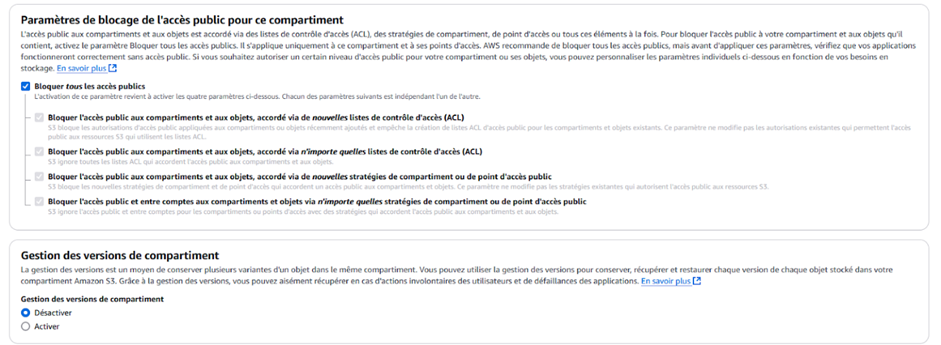 Paramètres de blocage de l'accès public pour ce compartiment
L'accès public aux compartiments et aux objets est accordé via des listes de contrôle d'accès (ACL), des stratégies de compartiment, de point d'accès ou tous ces éléments à la fois. Pour bloquer l'accès public à votre compartiment et aux objets qu'il
contient, activez le paramètre Bloquer tous les accès publics. Il s'applique uniquement à ce compartiment et à ses points d'accès. AWS recommande de bloquer tous les accès publics, mais avant d'appliquer ces paramètres, vérifiez que vos applications
fonctionneront correctement sans accès public. Si vous souhaitez autoriser un certain niveau d'accès public pour votre compartiment ou ses objets, vous pouvez personnaliser les paramètres individuels ci-dessous en fonction de vos besoins en
stockage. En savoir plus
Bloquer tous les accès publics
L'activation de ce paramètre revient à activer les quatre paramètres ci-dessous. Chacun des paramètres suivants est indépendant l'un de l'autre.
Bloquer l'accès public aux compartiments et aux objets, accordé via de nouvelles listes de contrôle d'accès (ACL)
S3 bloque les autorisations d'accès public appliquées aux compartiments ou objets récemment ajoutés et empêche la création de listes ACL d'accès public pour les compartiments et objets existants. Ce paramètre ne modifie pas les autorisations existantes qui permettent l'accès
public aux ressources S3 qui utilisent les listes ACL.
Bloquer l'accès public aux compartiments et aux objets, accordé via n'importe quelles listes de contrôle d'accès (ACL)
S3 ignore toutes les listes ACL qui accordent l'accès public aux compartiments et aux objets.
Bloquer l'accès public aux compartiments et aux objets, accordé via de nouvelles stratégies de compartiment ou de point d'accès public
S3 bloque les nouvelles stratégies de compartiment et de point d'accès qui accordent un accès public aux compartiments et objets. Ce paramètre ne modifie pas les stratégies existantes qui autorisent l'accès public aux ressources S3.
Bloquer l'accès public et entre comptes aux compartiments et objets via n'importe quelles stratégies de compartiment ou de point d'accès public
S3 ignore l'accès public et entre comptes pour les compartiments ou points d'accès avec des stratégies qui accordent l'accès public aux compartiments et aux objets.
Gestion des versions de compartiment
La gestion des versions est un moyen de conserver plusieurs variantes d'un objet dans le même compartiment. Vous pouvez utiliser la gestion des versions pour conserver, récupérer et restaurer chaque version de chaque objet stocké dans votre
compartiment Amazon S3. Grâce à la gestion des versions, vous pouvez aisément récupérer en cas d'actions involontaires des utilisateurs et de défaillances des applications. En savoir plus
Gestion des versions de compartiment
Désactiver
Activer